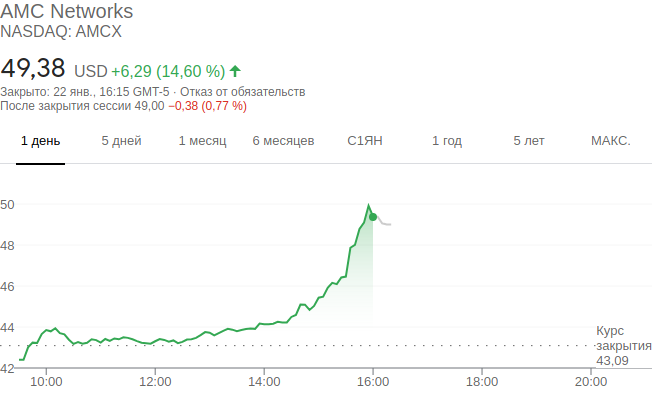 AMC Networks
NASDAQ: AMCX
49,38 USD +6,29 (14,60 %)
Закрыто: 22 янв., 16:15 GMT-5 · Отказ от обязательств
После закрытия сессии 49,00 −0,38 (0,77 %)
1 день 5 дней 1 месяц 6 месяцев С1ЯН 1 год 5 лет МАКС.
50
48
46
44
Курс
закрытия
43,09
42
10:00 12:00 14:00 16:00 18:00 20:00